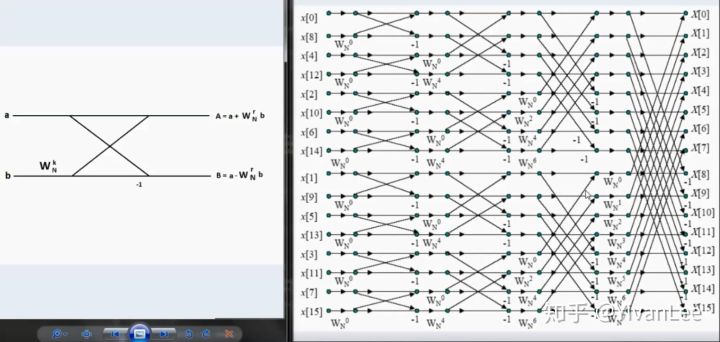 a
A = a + W_N^r b
W_N^k
b
B = a - W_N^r b
-1
x[0] X[0]
x[8] W_N^0 -1 X[1]
x[4] W_N^0 -1 X[2]
x[12] W_N^0 -1 W_N^4 -1 X[3]
x[2] W_N^0 -1 X[4]
x[10] W_N^0 -1 W_N^2 -1 X[5]
x[6] W_N^0 -1 W_N^4 -1 X[6]
x[14] W_N^0 -1 W_N^4 -1 W_N^6 -1 X[7]
x[1] W_N^0 -1 X[8]
x[9] W_N^0 -1 W_N^1 -1 X[9]
x[5] W_N^0 -1 W_N^2 -1 X[10]
x[13] W_N^0 -1 W_N^4 -1 W_N^3 -1 X[11]
x[3] W_N^0 -1 W_N^4 -1 X[12]
x[11] W_N^0 -1 W_N^2 -1 W_N^5 -1 X[13]
x[7] W_N^0 -1 W_N^4 -1 W_N^6 -1 X[14]
x[15] W_N^0 -1 W_N^4 -1 W_N^6 -1 X[15]
知乎 @YivanLee